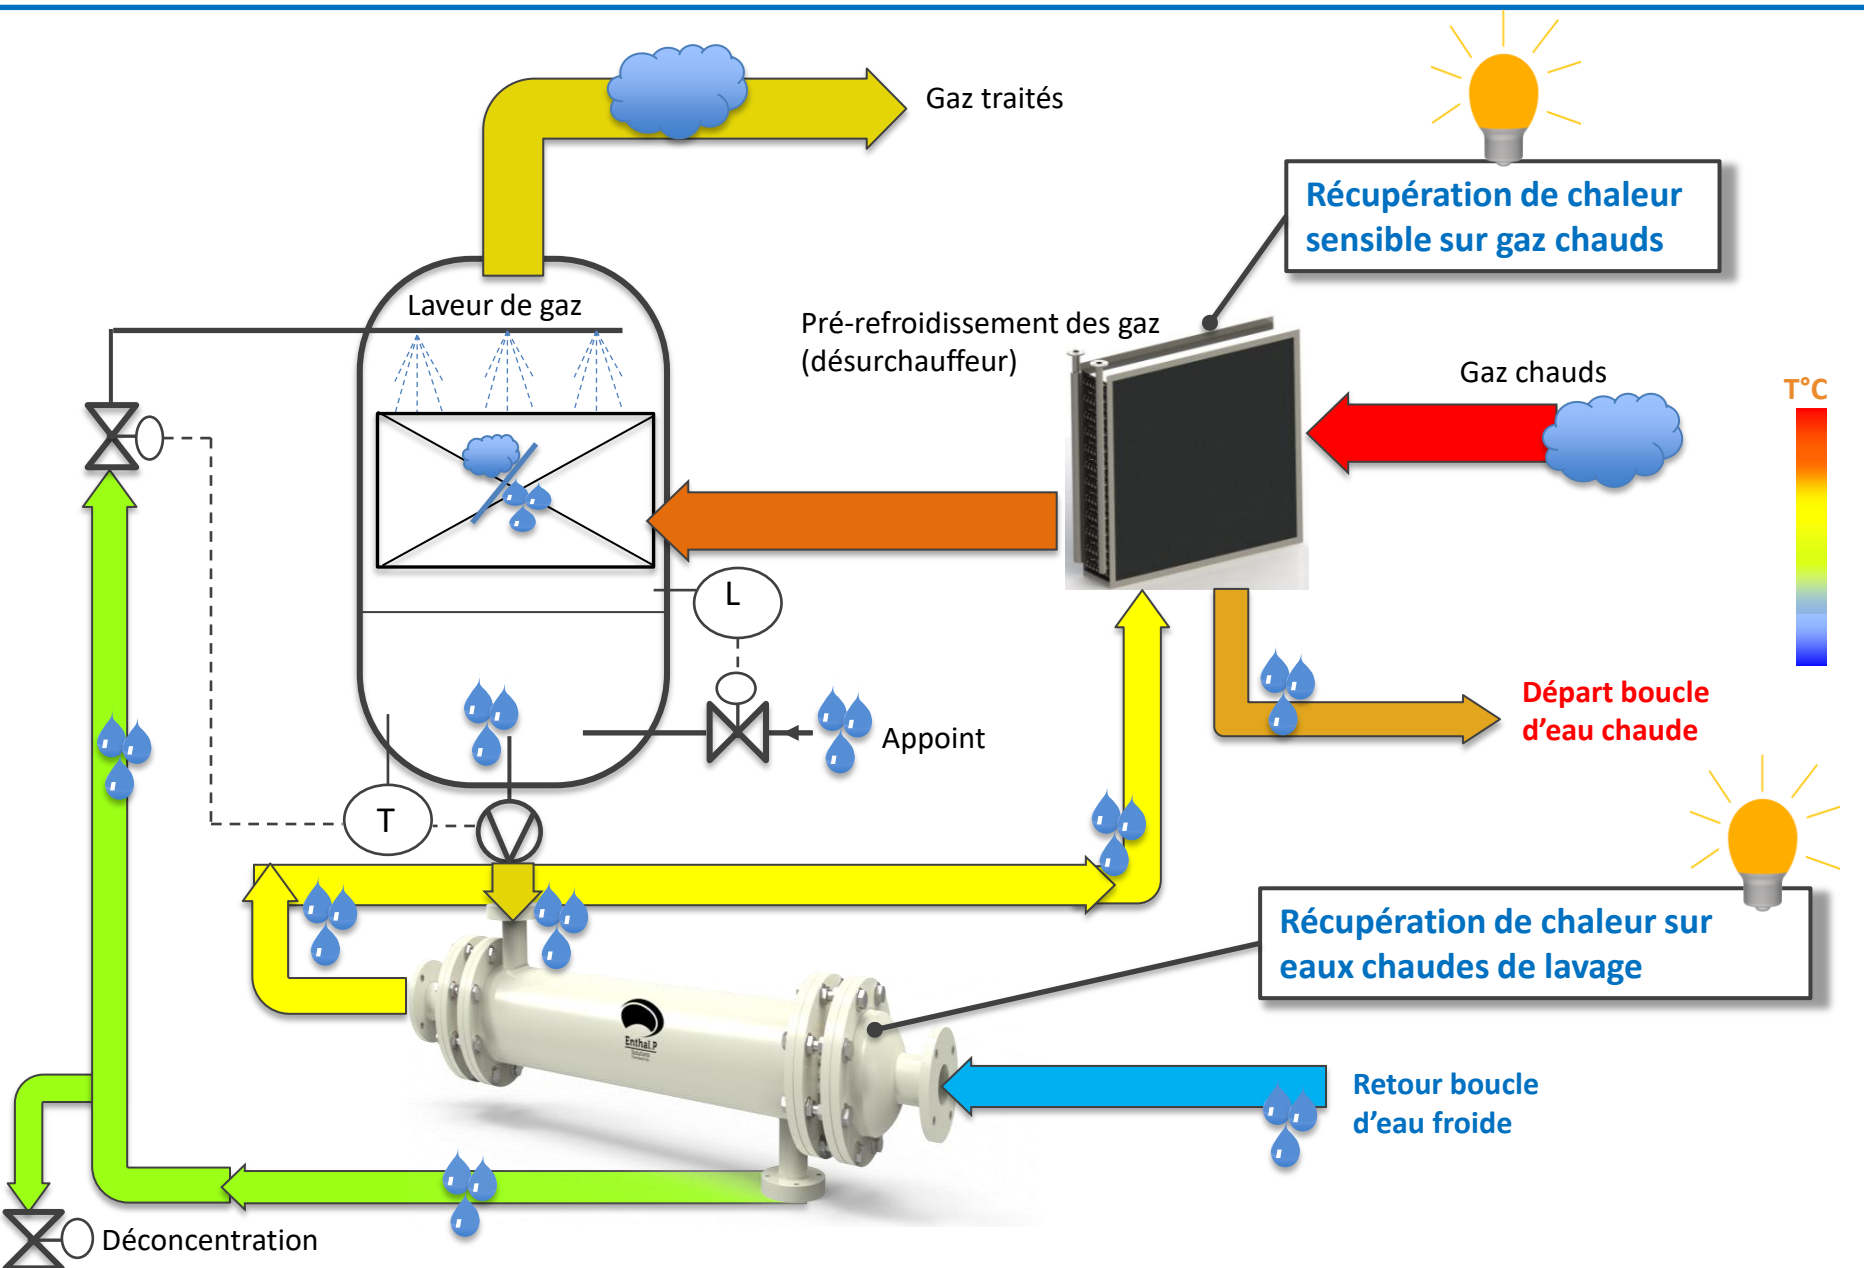 Gaz traités
Récupération de chaleur
sensible sur gaz chauds
Laveur de gaz
Pré-refroidissement des gaz
(désurchauffeur)
Gaz chauds
T°C
L
Départ boucle
d’eau chaude
Appoint
T
Récupération de chaleur sur
eaux chaudes de lavage
Enthal.P
Retour boucle
d’eau froide
Déconcentration